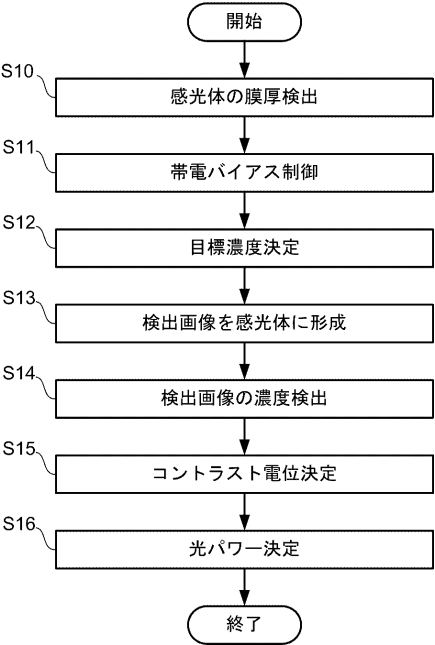 開始
S10
感光体の膜厚検出
S11
帯電バイアス制御
S12
目標濃度決定
S13
検出画像を感光体に形成
S14
検出画像の濃度検出
S15
コントラスト電位決定
S16
光パワー決定
終了